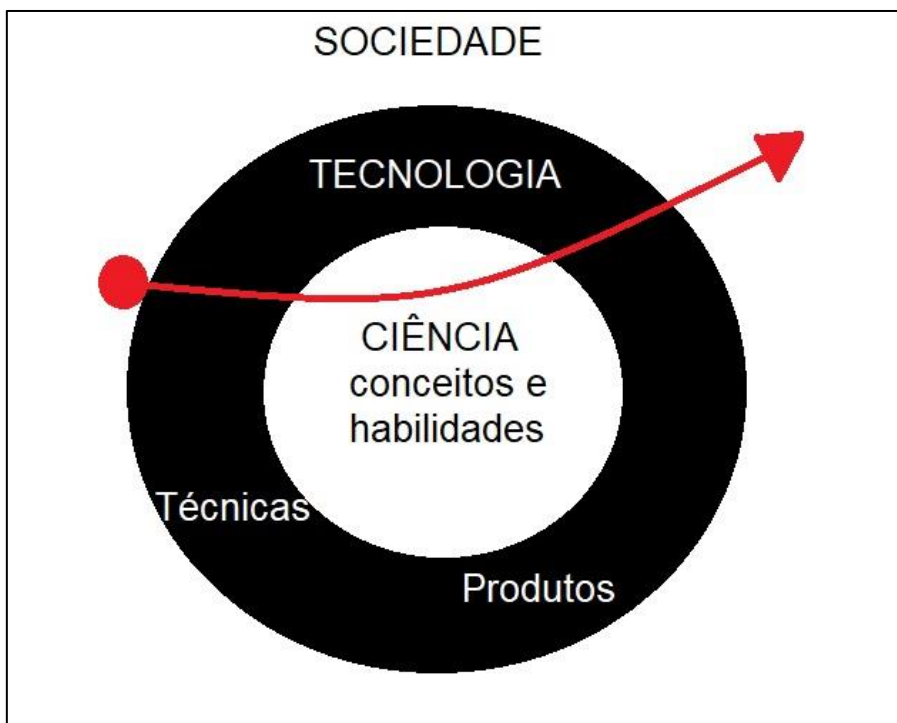 SOCIEDADE
TECNOLOGIA
CIÊNCIA
conceitos e
habilidades
Técnicas
Produtos